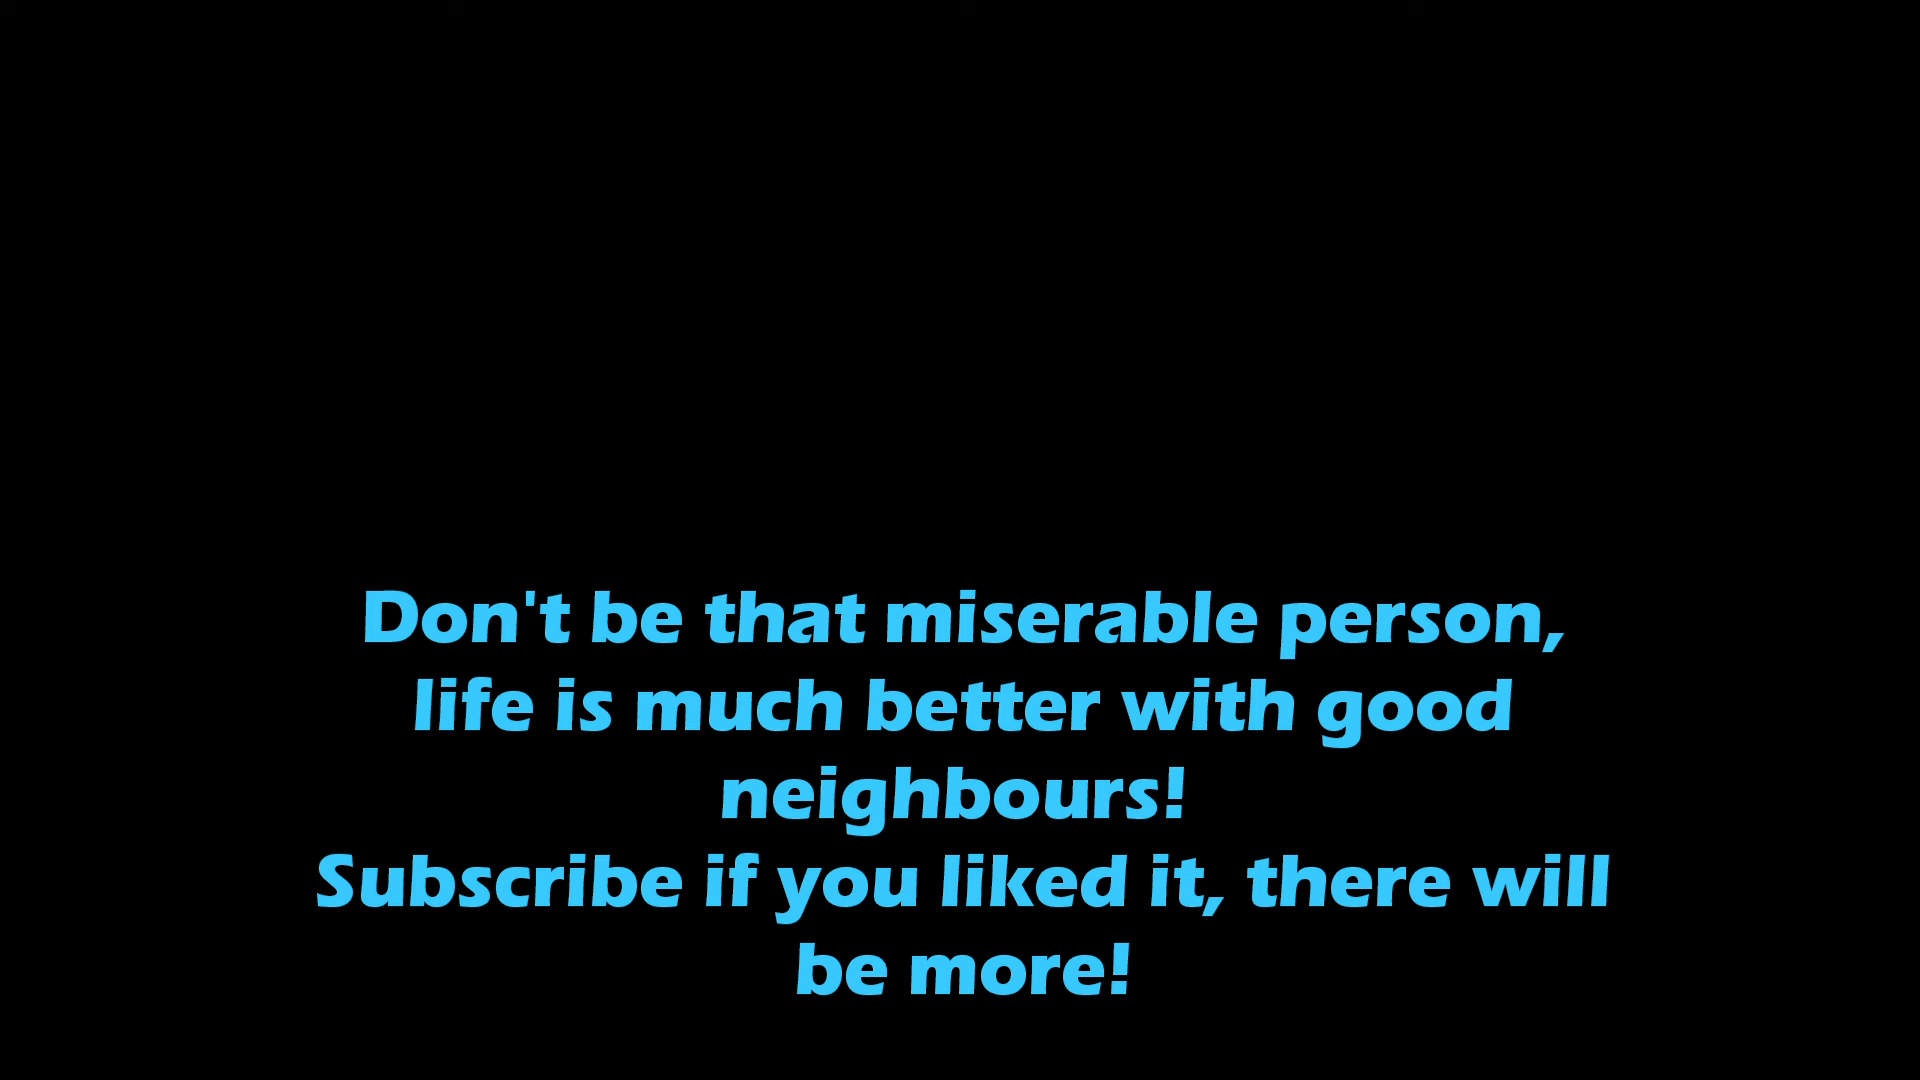 Don't be that miserable person,
life is much better with good
neighbours!
Subscribe if you liked it, there will
be more!